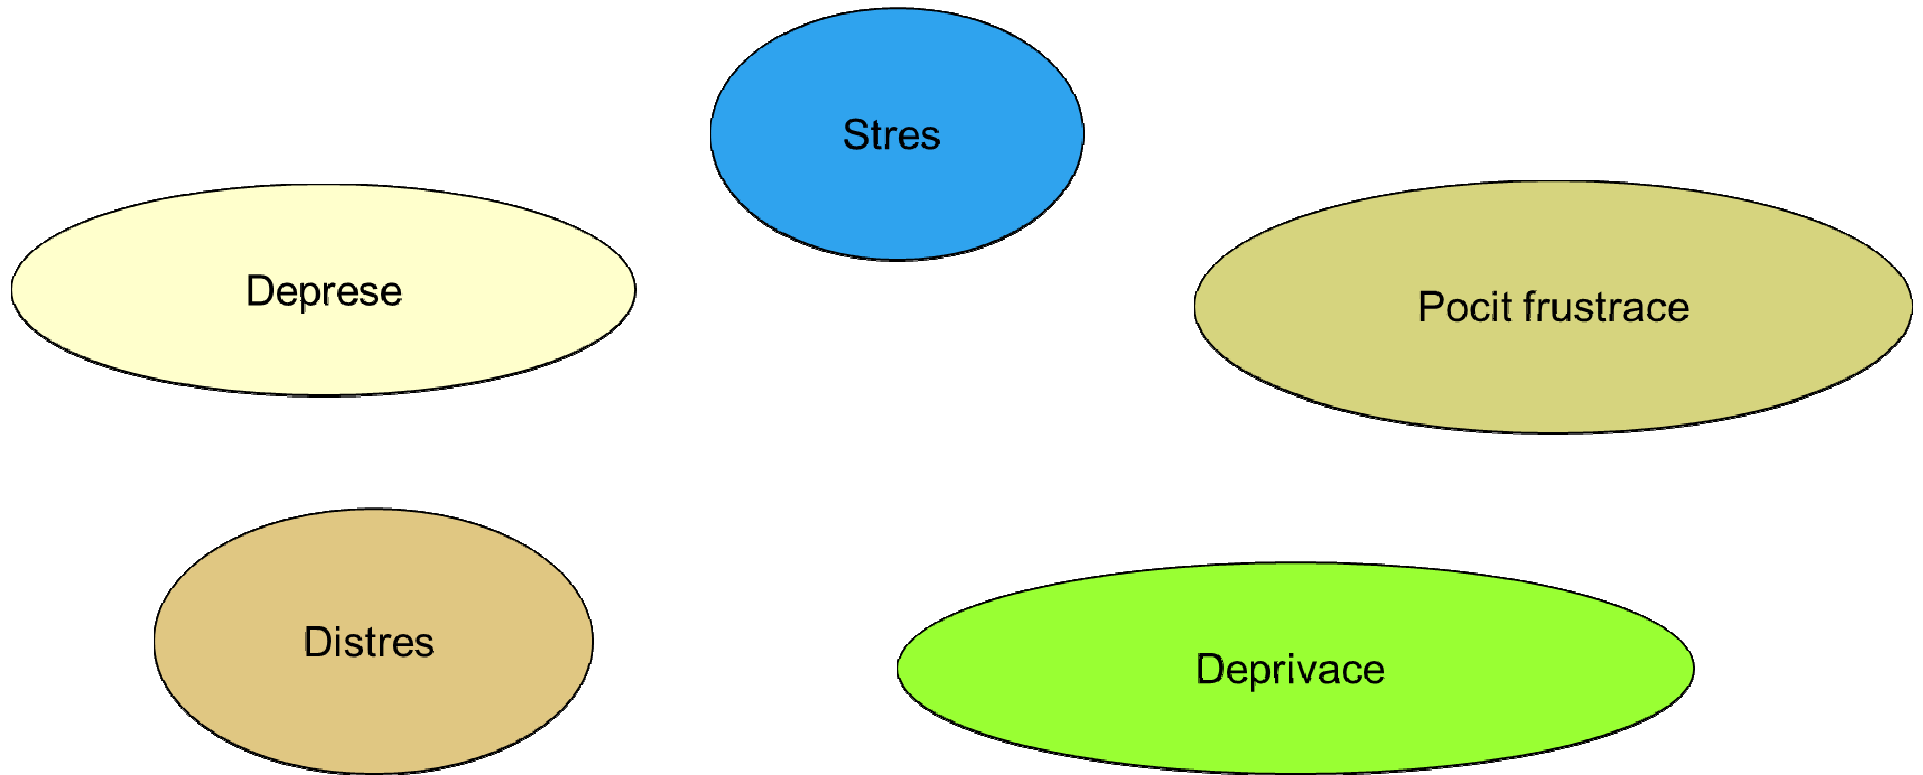 Stres
Deprese
Pocit frustrace
Distres
Deprivace